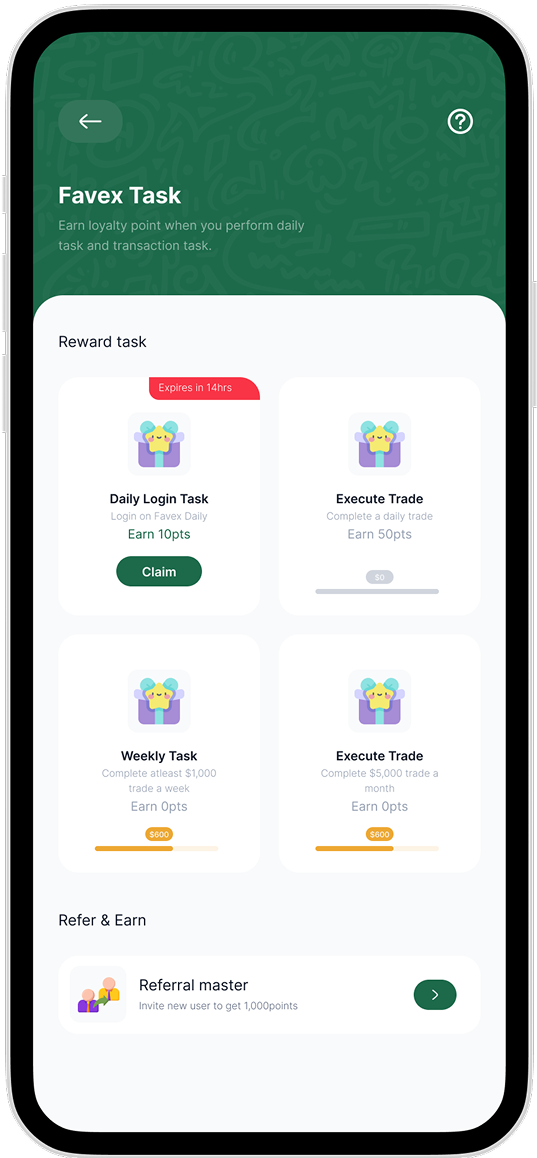 Favex Task
Earn loyalty point when you perform daily
task and transaction task.
Reward task
Expires in 14hrs
Daily Login Task
Login on Favex Daily
Earn 10pts
Claim
Execute Trade
Complete a daily trade
Earn 50pts
$0
Weekly Task
Complete atleast $1,000
trade a week
Earn 0pts
$600
Execute Trade
Complete $5,000 trade a
month
Earn 0pts
$600
Refer & Earn
Referral master
Invite new user to get 1,000points